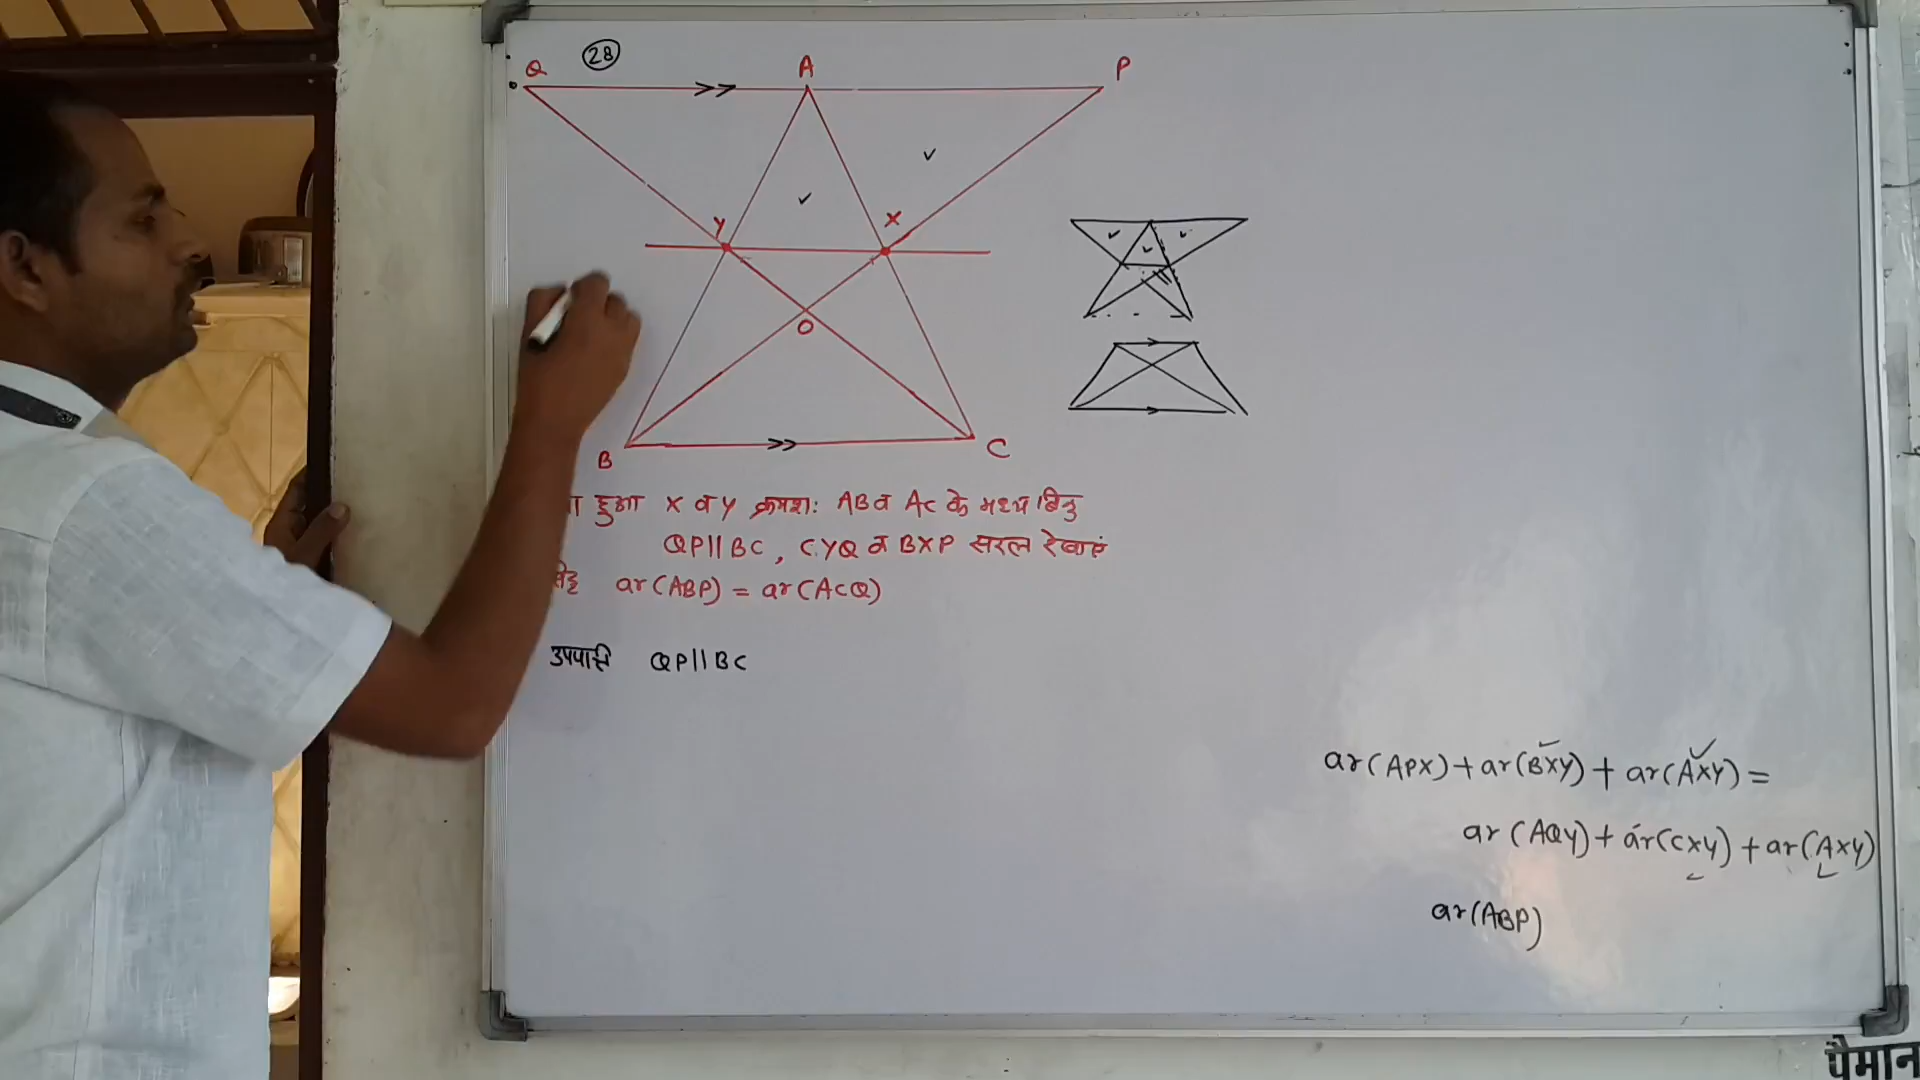 28
Q A P
Y X
O
B C
हुआ X व Y क्रमशः AB व AC के मध्य बिन्दु
QP||BC, CYQ व BXP सरल रेखाएं
ar(ABP) = ar(ACQ)
उपपत्ति QP||BC
ar(APX)+ar(BXY)+ar(AXY)=
ar(AQY)+ar(CXY)+ar(AXY)
ar(ABP)
पैमान